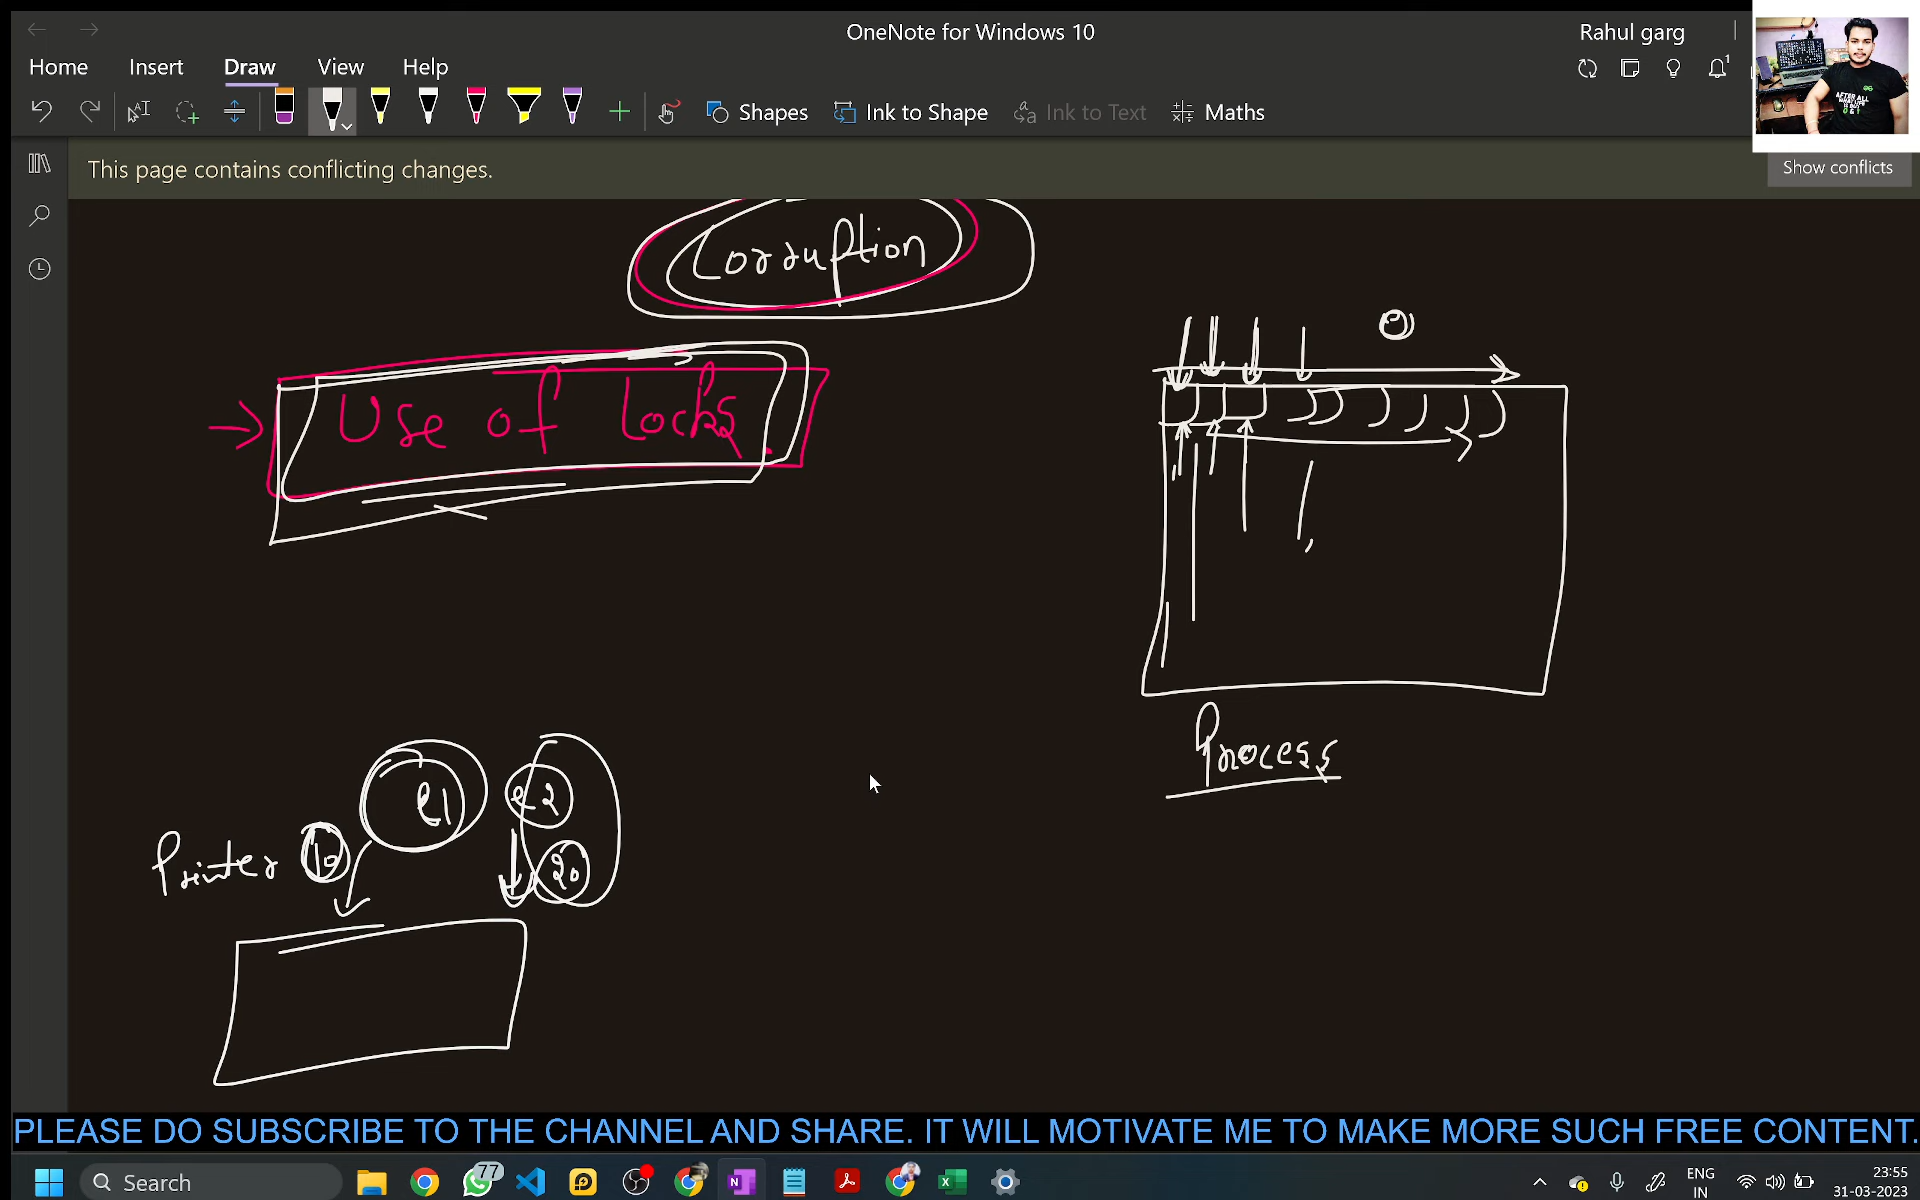 OneNote for Windows 10
Rahul garg
Home Insert Draw View Help
Shapes Ink to Shape Ink to Text Maths
This page contains conflicting changes.
Show conflicts
Corruption
Use of Locks.
Process
Printer
PLEASE DO SUBSCRIBE TO THE CHANNEL AND SHARE. IT WILL MOTIVATE ME TO MAKE MORE SUCH FREE CONTENT.
Search
77
ENG
IN
23:55
31-03-2023